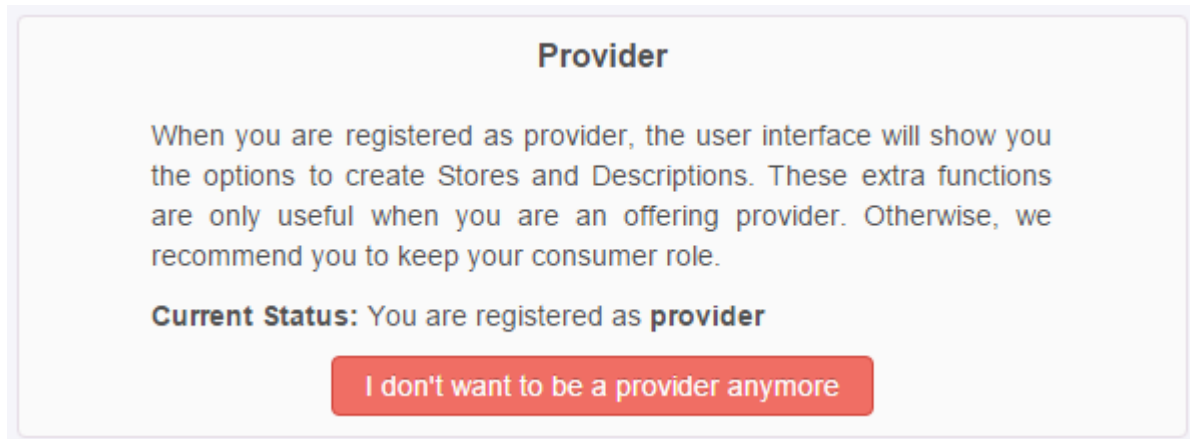 Provider
When you are registered as provider, the user interface will show you
the options to create Stores and Descriptions. These extra functions
are only useful when you are an offering provider. Otherwise, we
recommend you to keep your consumer role.
Current Status: You are registered as provider
I don't want to be a provider anymore